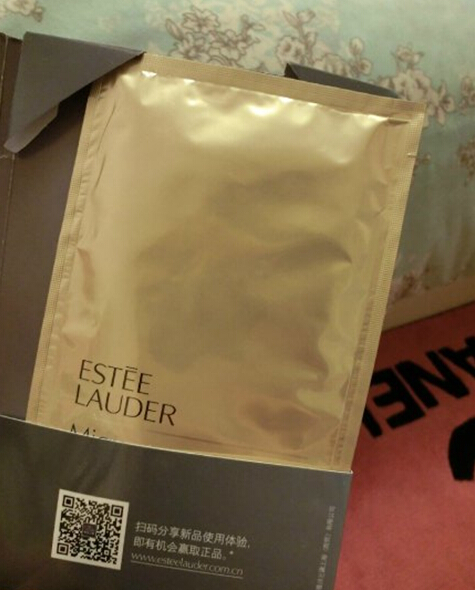 ESTĒE
LAUDER
扫码分享新品使用体验,
即有机会赢取正品。*
www.esteelauder.com.cn
ANEL